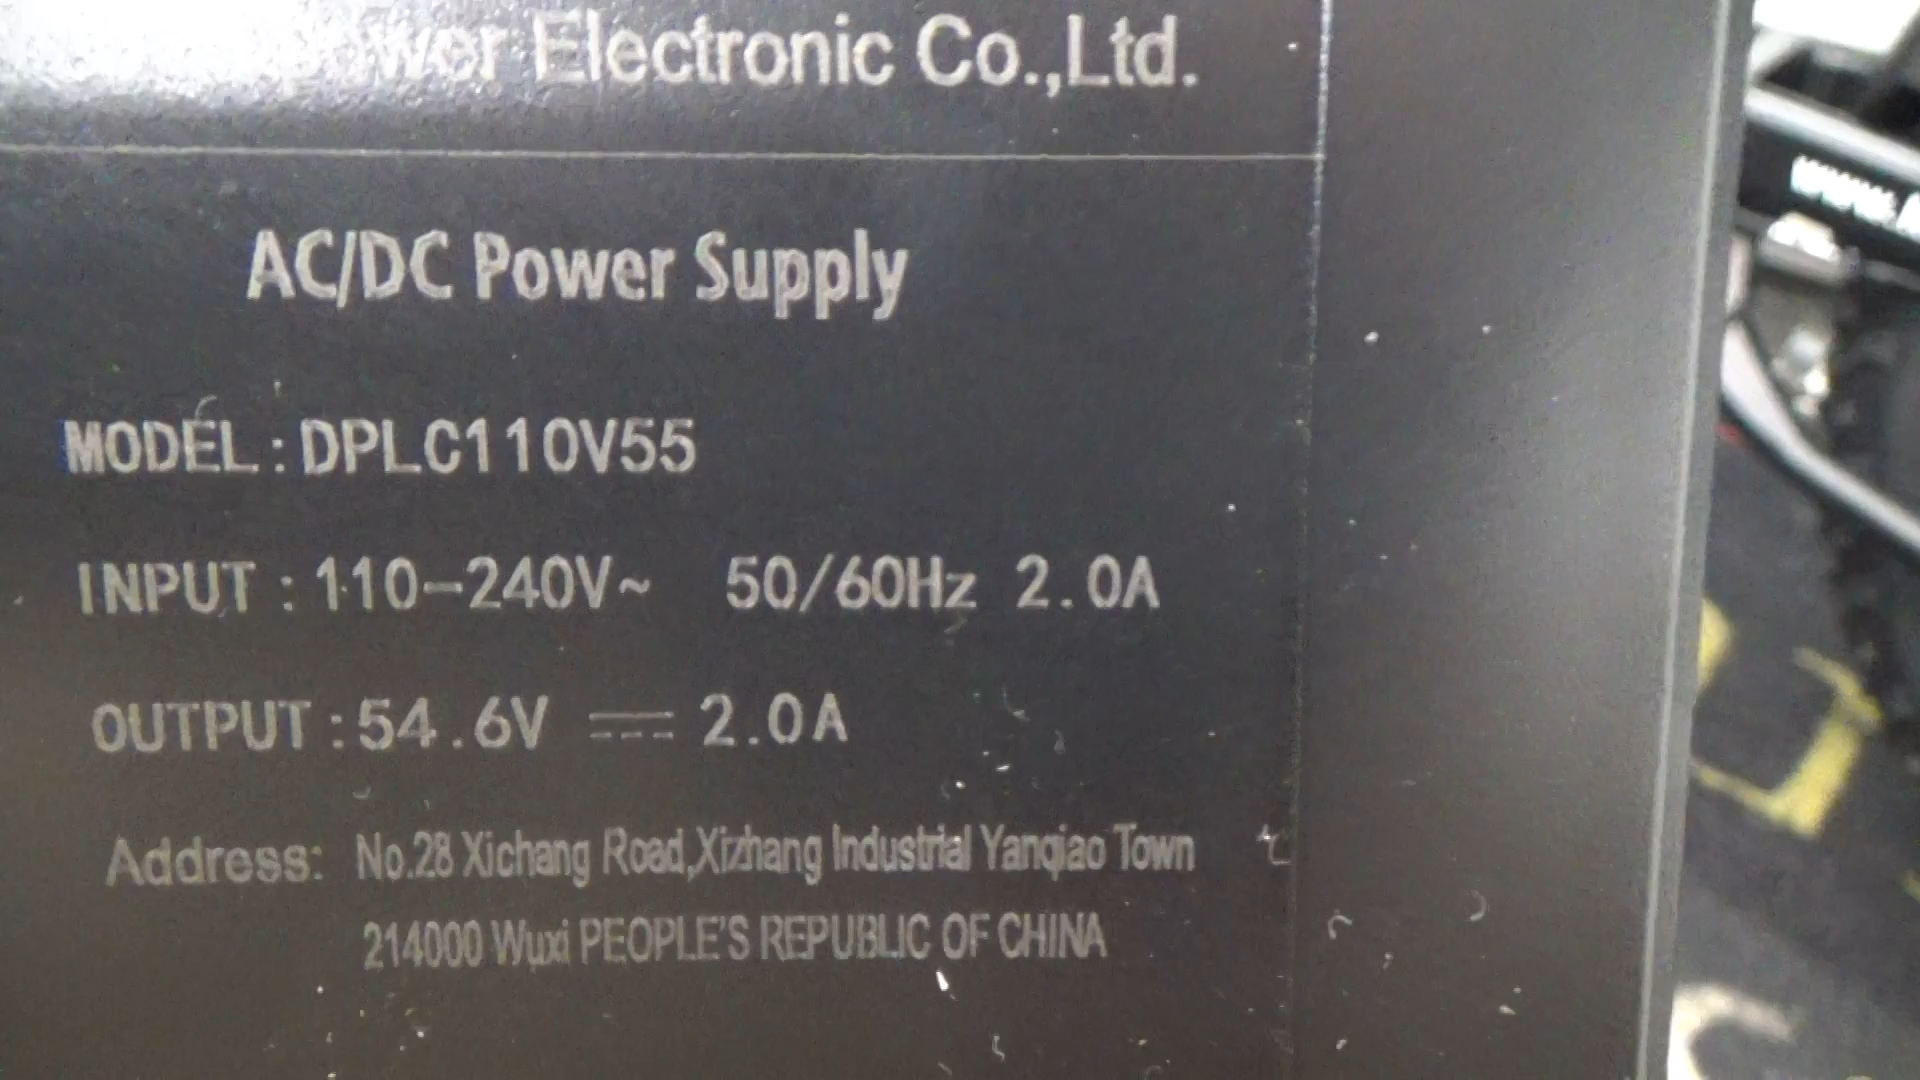 Power Electronic Co.,Ltd.
AC/DC Power Supply
MODEL:DPLC110V55
INPUT:110-240V~ 50/60Hz 2.0A
OUTPUT:54.6V ⎓ 2.0A
Address: No.28 Xichang Road,Xizhang Industrial Yanqiao Town
214000 Wuxi PEOPLE'S REPUBLIC OF CHINA